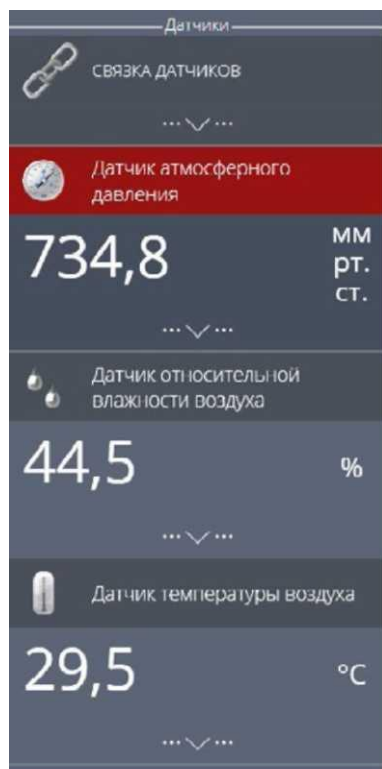 Датчики
СВЯЗКА ДАТЧИКОВ
Датчик атмосферного
давления
734,8
мм
рт.
ст.
Датчик относительной
влажности воздуха
44,5
%
Датчик температуры воздуха
29,5
°C